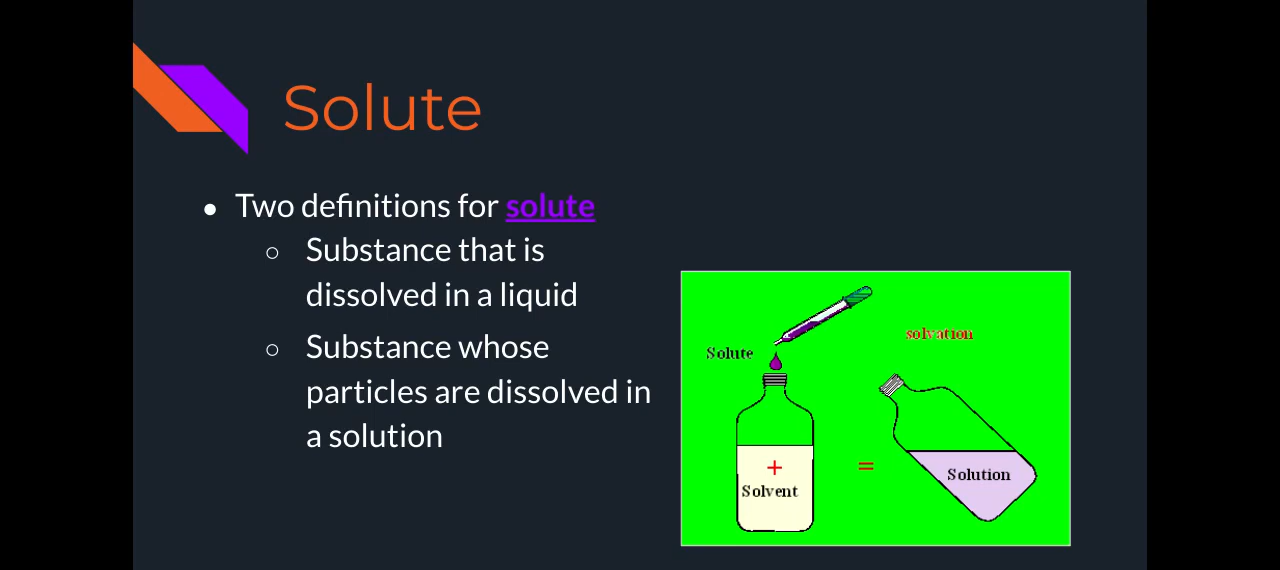 Solute
● Two definitions for solute
○ Substance that is
dissolved in a liquid
○ Substance whose
particles are dissolved in
a solution
solvation
Solute
+
=
Solution
Solvent